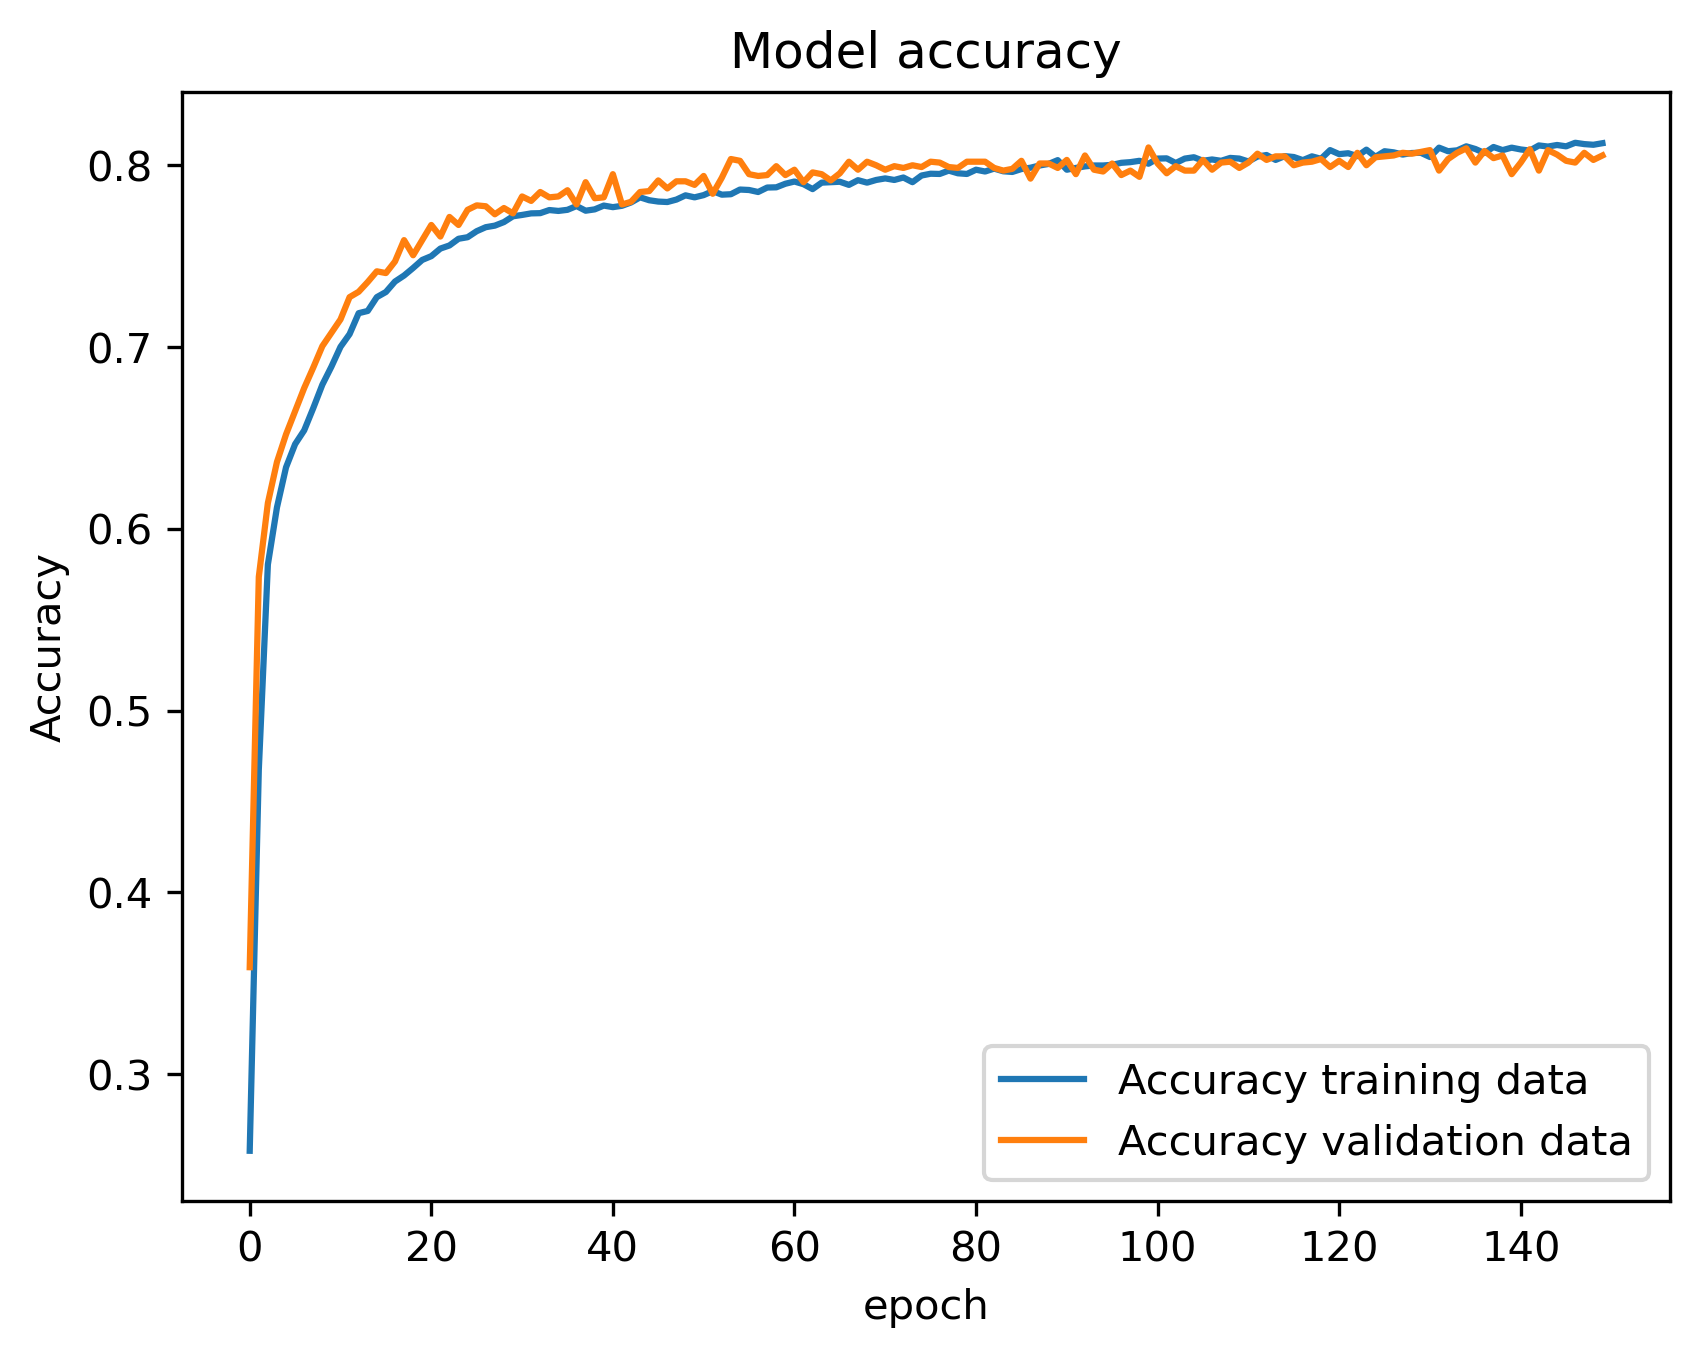 Model accuracy
Accuracy
0.8
0.7
0.6
0.5
0.4
0.3
0 20 40 60 80 100 120 140
epoch
Accuracy training data
Accuracy validation data